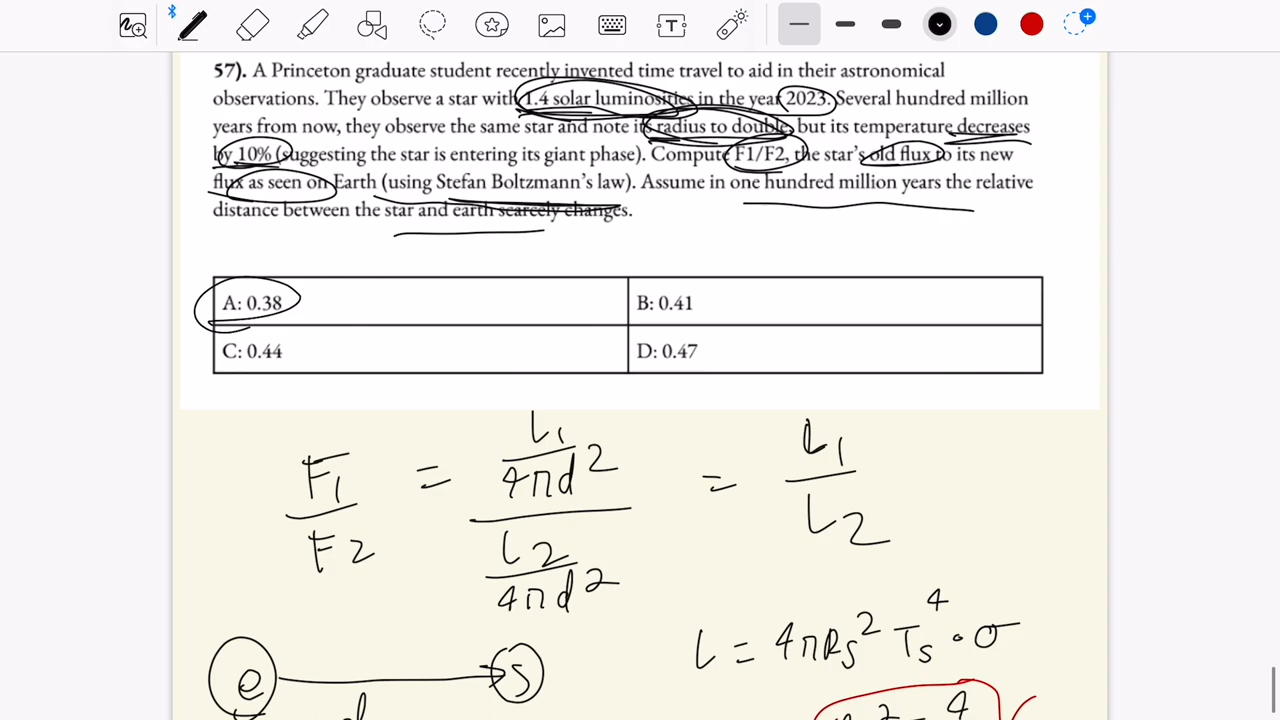 57). A Princeton graduate student recently invented time travel to aid in their astronomical
observations. They observe a star with 1.4 solar luminosities in the year 2023. Several hundred million
years from now, they observe the same star and note its radius to double, but its temperature decreases
by 10% (suggesting the star is entering its giant phase). Compute F1/F2, the star's old flux to its new
flux as seen on Earth (using Stefan Boltzmann's law). Assume in one hundred million years the relative
distance between the star and earth scarcely changes.
A: 0.38 B: 0.41
C: 0.44 D: 0.47
F1/F2 = (L1/4πd²)/(L2/4πd²) = L1/L2
L = 4πRs² Ts⁴ · σ
e s
d